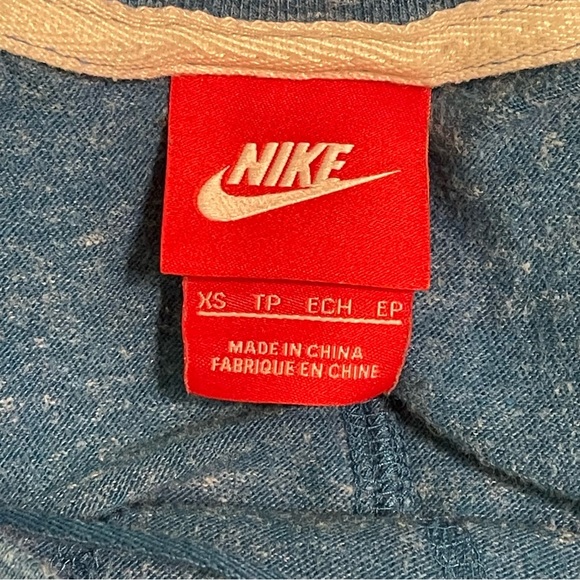 NIKE
XS TP ECH EP
MADE IN CHINA
FABRIQUE EN CHINE